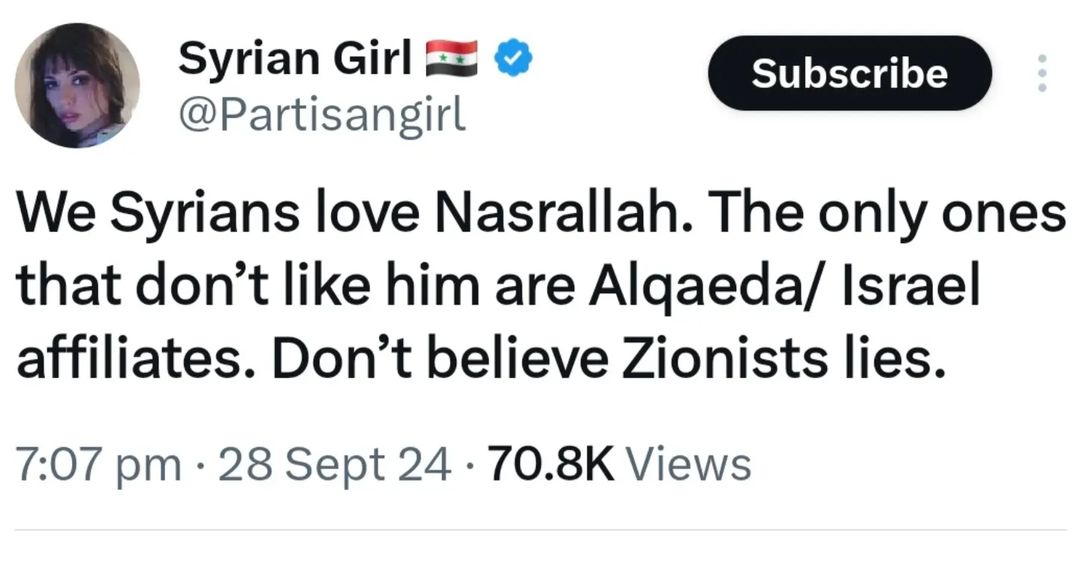 Syrian Girl
@Partisangirl
Subscribe
We Syrians love Nasrallah. The only ones
that don’t like him are Alqaeda/ Israel
affiliates. Don’t believe Zionists lies.
7:07 pm · 28 Sept 24 · 70.8K Views